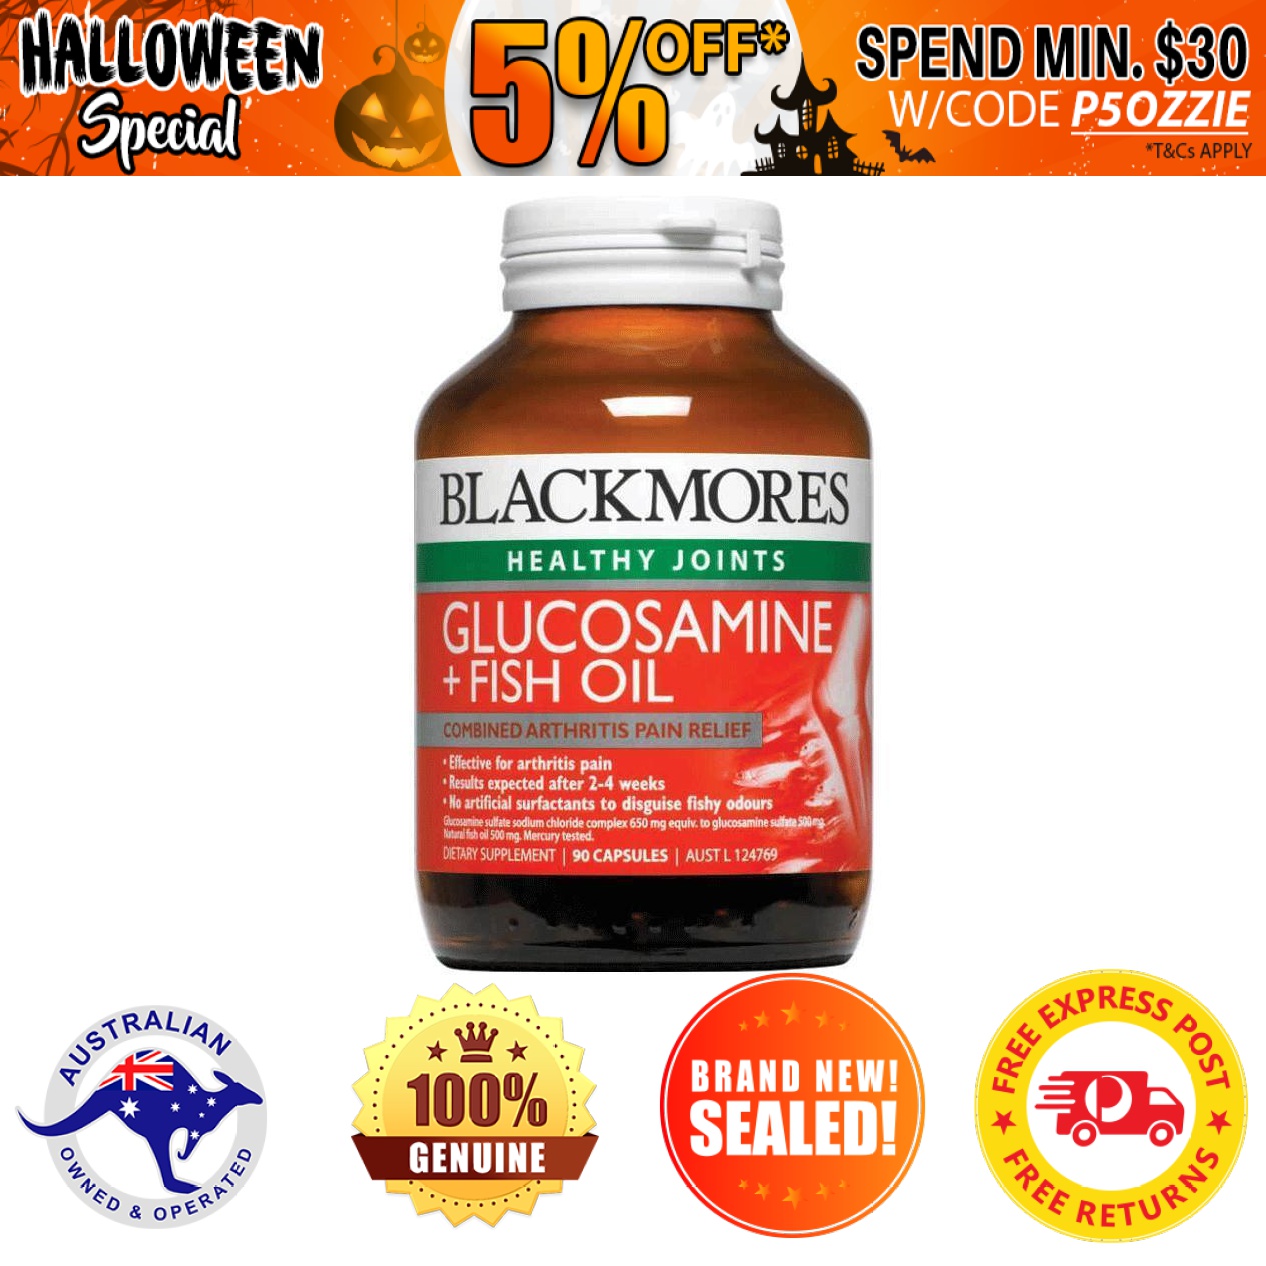 HALLOWEEN
Special
5% OFF*
SPEND MIN. $30
W/CODE P5OZZIE
*T&Cs APPLY
BLACKMORES
HEALTHY JOINTS
GLUCOSAMINE
+ FISH OIL
COMBINED ARTHRITIS PAIN RELIEF
• Effective for arthritis pain
• Results expected after 2-4 weeks
• No artificial surfactants to disguise fishy odours
Glucosamine sulfate sodium chloride complex 650 mg equiv. to glucosamine sulfate 500 mg.
Natural fish oil 500 mg. Mercury tested.
DIETARY SUPPLEMENT | 90 CAPSULES | AUST L 124769
AUSTRALIAN
OWNED & OPERATED
100%
GENUINE
BRAND NEW!
SEALED!
FREE EXPRESS POST
FREE RETURNS